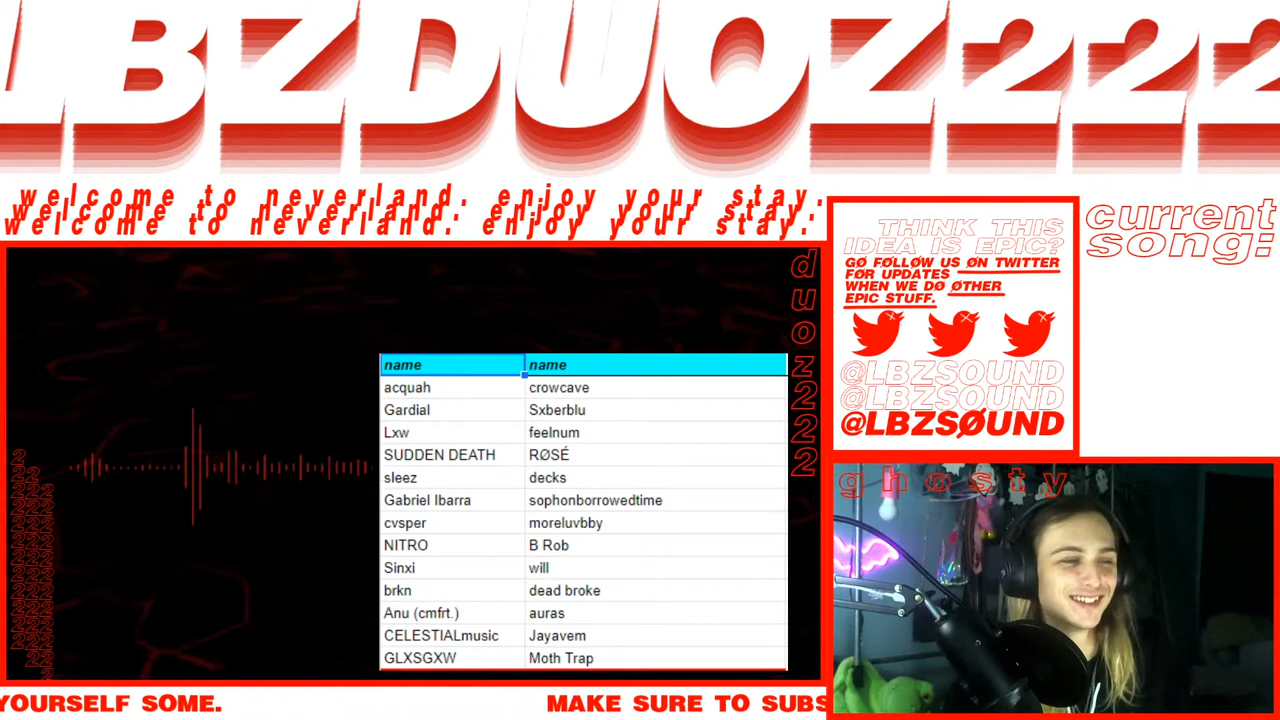 LBZDUOZ222
welcome to neverland. enjoy your stay.
welcome to neverland. enjoy your stay.
THINK THIS
IDEA IS EPIC?
GØ FØLLØW US ØN TWITTER
FØR UPDATES
WHEN WE DØ ØTHER
EPIC STUFF.
@LBZSOUND
@LBZSOUND
@LBZSØUND
current
song:
duoz222
name name
acquah crowcave
Gardial Sxberblu
Lxw feelnum
SUDDEN DEATH RØSÉ
sleez decks
Gabriel Ibarra sophonborrowedtime
cvsper moreluvbby
NITRO B Rob
Sinxi will
brkn dead broke
Anu (cmfrt.) auras
CELESTIALmusic Jayavem
GLXSGXW Moth Trap
ghosty
YOURSELF SOME. MAKE SURE TO SUBS